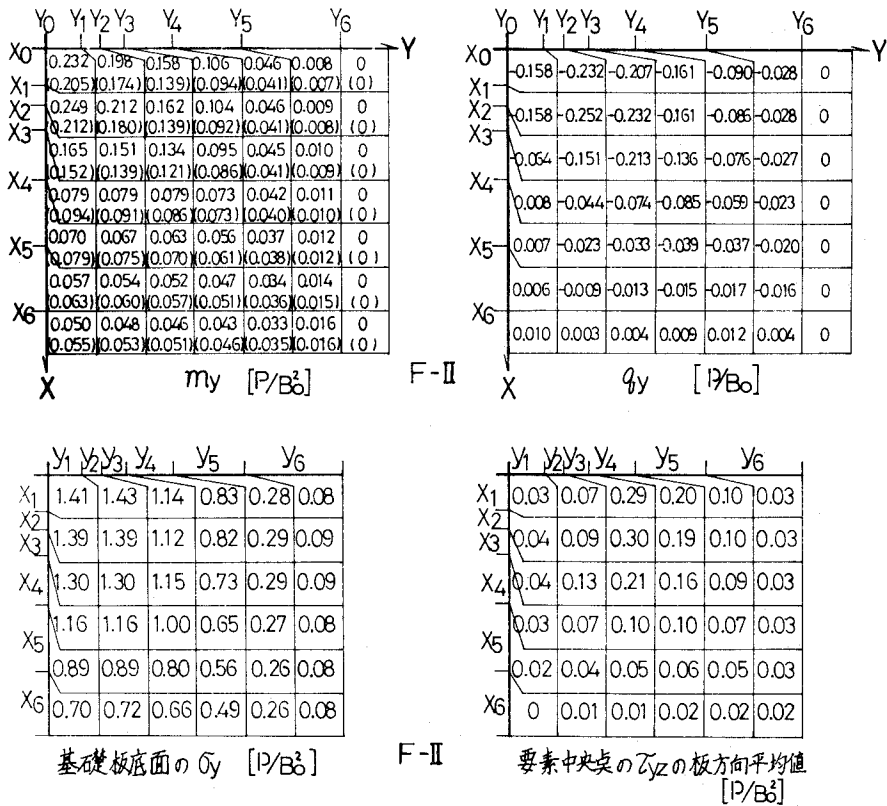 Y0 Y1 Y2 Y3 Y4 Y5 Y6 Y
X0 0.232 0.198 0.158 0.106 0.046 0.008 0
X1 (0.205) (0.174) (0.139) (0.094) (0.041) (0.007) (0)
X2 0.249 0.212 0.162 0.104 0.046 0.009 0
X3 (0.212) (0.180) (0.139) (0.092) (0.041) (0.008) (0)
0.165 0.151 0.134 0.095 0.045 0.010 0
X4 (0.152) (0.139) (0.121) (0.086) (0.041) (0.009) (0)
0.079 0.079 0.079 0.073 0.042 0.011 0
(0.094) (0.091) (0.086) (0.073) (0.040) (0.010) (0)
X5 0.070 0.067 0.063 0.056 0.037 0.012 0
(0.079) (0.075) (0.070) (0.061) (0.038) (0.012) (0)
0.057 0.054 0.052 0.047 0.034 0.014 0
(0.063) (0.060) (0.057) (0.051) (0.036) (0.015) (0)
X6 0.050 0.048 0.046 0.043 0.033 0.016 0
(0.055) (0.053) (0.051) (0.046) (0.035) (0.016) (0)
X my [P/B0²]
F-II
Y0 Y1 Y2 Y3 Y4 Y5 Y6 Y
X0 -0.158 -0.232 -0.207 -0.161 -0.090 -0.028 0
X1
X2 -0.158 -0.252 -0.232 -0.161 -0.086 -0.028 0
X3
-0.064 -0.151 -0.213 -0.136 -0.076 -0.027 0
X4
0.008 -0.044 -0.074 -0.085 -0.059 -0.023 0
X5 0.007 -0.023 -0.033 -0.039 -0.037 -0.020 0
0.006 -0.009 -0.013 -0.015 -0.017 -0.016 0
X6
0.010 0.003 0.004 0.009 0.012 0.004 0
X qy [P/B0]
y1 y2 y3 y4 y5 y6
X1 1.41 1.43 1.14 0.83 0.28 0.08
X2
X3 1.39 1.39 1.12 0.82 0.29 0.09
X4 1.30 1.30 1.15 0.73 0.29 0.09
X5 1.16 1.16 1.00 0.65 0.27 0.08
0.89 0.89 0.80 0.56 0.26 0.08
X6 0.70 0.72 0.66 0.49 0.26 0.08
基礎板底面の σy [P/B0²]
F-II
y1 y2 y3 y4 y5 y6
X1 0.03 0.07 0.29 0.20 0.10 0.03
X2
X3 0.04 0.09 0.30 0.19 0.10 0.03
X4 0.04 0.13 0.21 0.16 0.09 0.03
X5 0.03 0.07 0.10 0.10 0.07 0.03
0.02 0.04 0.05 0.06 0.05 0.03
X6 0 0.01 0.01 0.02 0.02 0.02
要素中央点のτyzの板方向平均値
[P/B0²]